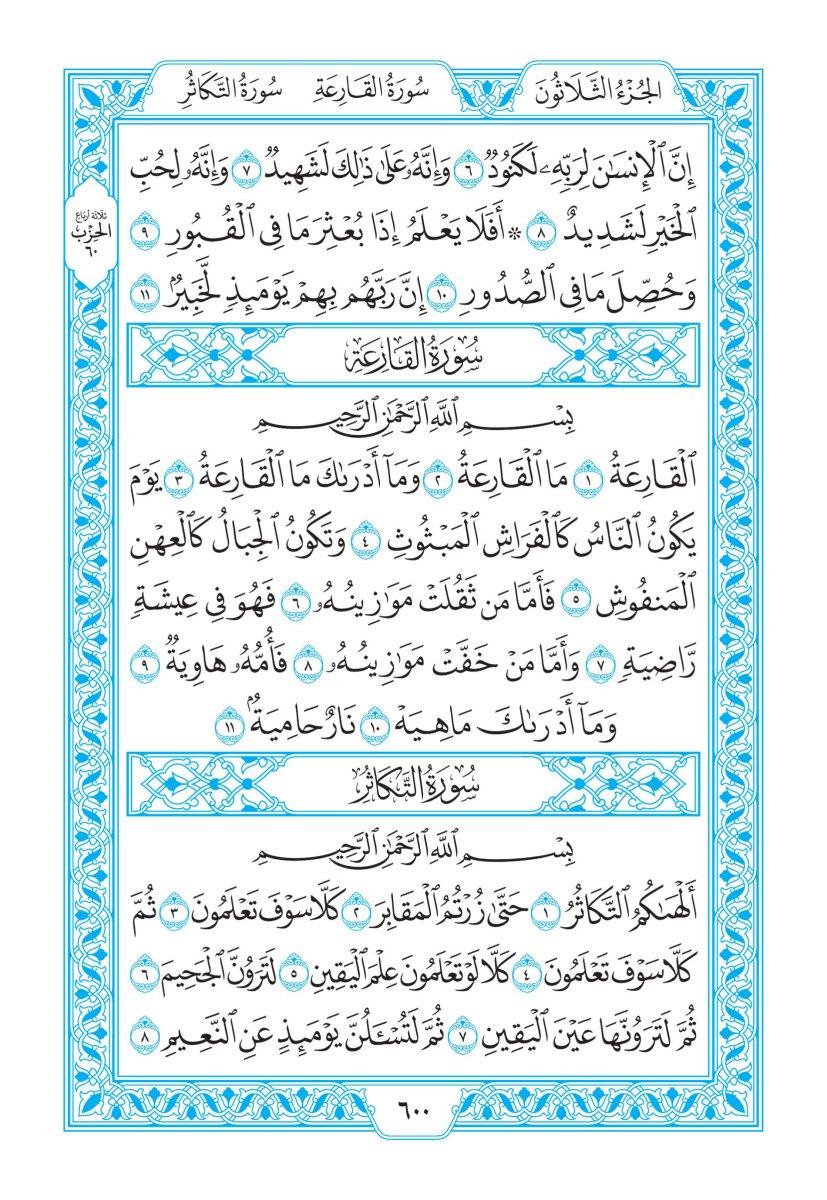 الجُزْءُ الثَّلَاثُونَ سُورَةُ القَارِعَةِ سُورَةُ التَّكَاثُرِ
إِنَّ ٱلْإِنسَٰنَ لِرَبِّهِۦ لَكَنُودٌ ٦ وَإِنَّهُۥ عَلَىٰ ذَٰلِكَ لَشَهِيدٌ ٧ وَإِنَّهُۥ لِحُبِّ
ٱلْخَيْرِ لَشَدِيدٌ ٨ ۞ أَفَلَا يَعْلَمُ إِذَا بُعْثِرَ مَا فِى ٱلْقُبُورِ ٩
ثلاثة أرباع
الحزب
٦٠
وَحُصِّلَ مَا فِى ٱلصُّدُورِ ١٠ إِنَّ رَبَّهُم بِهِمْ يَوْمَئِذٍ لَّخَبِيرٌۢ ١١
سُورَةُ القَارِعَةِ
بِسْمِ ٱللَّهِ ٱلرَّحْمَٰنِ ٱلرَّحِيمِ
ٱلْقَارِعَةُ ١ مَا ٱلْقَارِعَةُ ٢ وَمَآ أَدْرَىٰكَ مَا ٱلْقَارِعَةُ ٣ يَوْمَ
يَكُونُ ٱلنَّاسُ كَٱلْفَرَاشِ ٱلْمَبْثُوثِ ٤ وَتَكُونُ ٱلْجِبَالُ كَٱلْعِهْنِ
ٱلْمَنفُوشِ ٥ فَأَمَّا مَن ثَقُلَتْ مَوَٰزِينُهُۥ ٦ فَهُوَ فِى عِيشَةٍ
رَّاضِيَةٍ ٧ وَأَمَّا مَنْ خَفَّتْ مَوَٰزِينُهُۥ ٨ فَأُمُّهُۥ هَاوِيَةٌ ٩
وَمَآ أَدْرَىٰكَ مَا هِيَهْ ١٠ نَارٌ حَامِيَةٌۢ ١١
سُورَةُ التَّكَاثُرِ
بِسْمِ ٱللَّهِ ٱلرَّحْمَٰنِ ٱلرَّحِيمِ
أَلْهَىٰكُمُ ٱلتَّكَاثُرُ ١ حَتَّىٰ زُرْتُمُ ٱلْمَقَابِرَ ٢ كَلَّا سَوْفَ تَعْلَمُونَ ٣ ثُمَّ
كَلَّا سَوْفَ تَعْلَمُونَ ٤ كَلَّا لَوْ تَعْلَمُونَ عِلْمَ ٱلْيَقِينِ ٥ لَتَرَوُنَّ ٱلْجَحِيمَ ٦
ثُمَّ لَتَرَوُنَّهَا عَيْنَ ٱلْيَقِينِ ٧ ثُمَّ لَتُسْـَٔلُنَّ يَوْمَئِذٍ عَنِ ٱلنَّعِيمِ ٨
٦٠٠